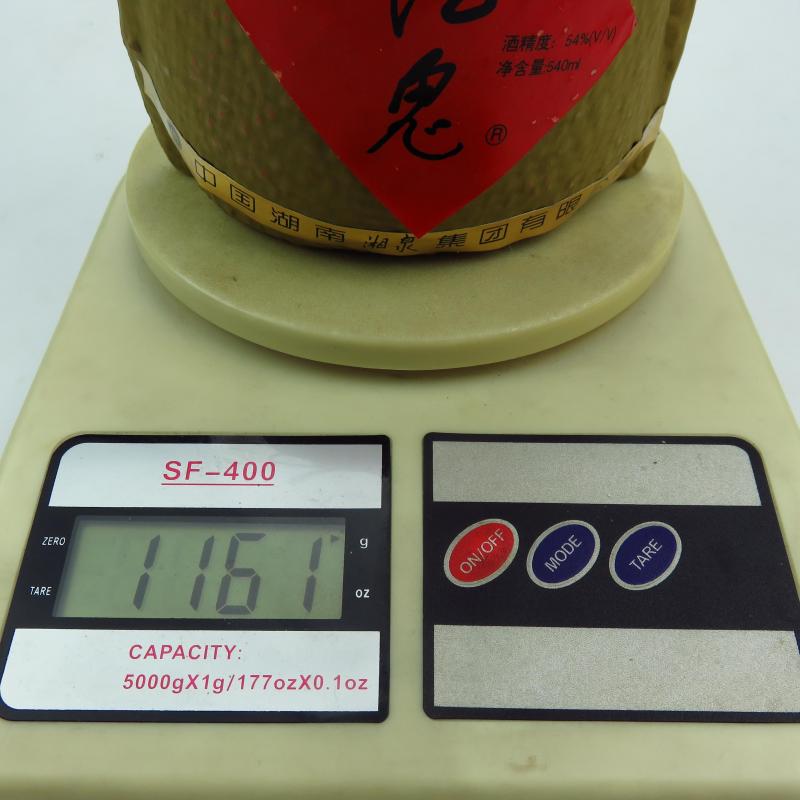 酒精度：54%(V/V)
净含量:540ml
鬼®
中国湖南湘泉集团有限
SF-400
ZERO
g
1161
TARE
oz
CAPACITY:
5000gX1g/177ozX0.1oz
ON/OFF
MODE
TARE